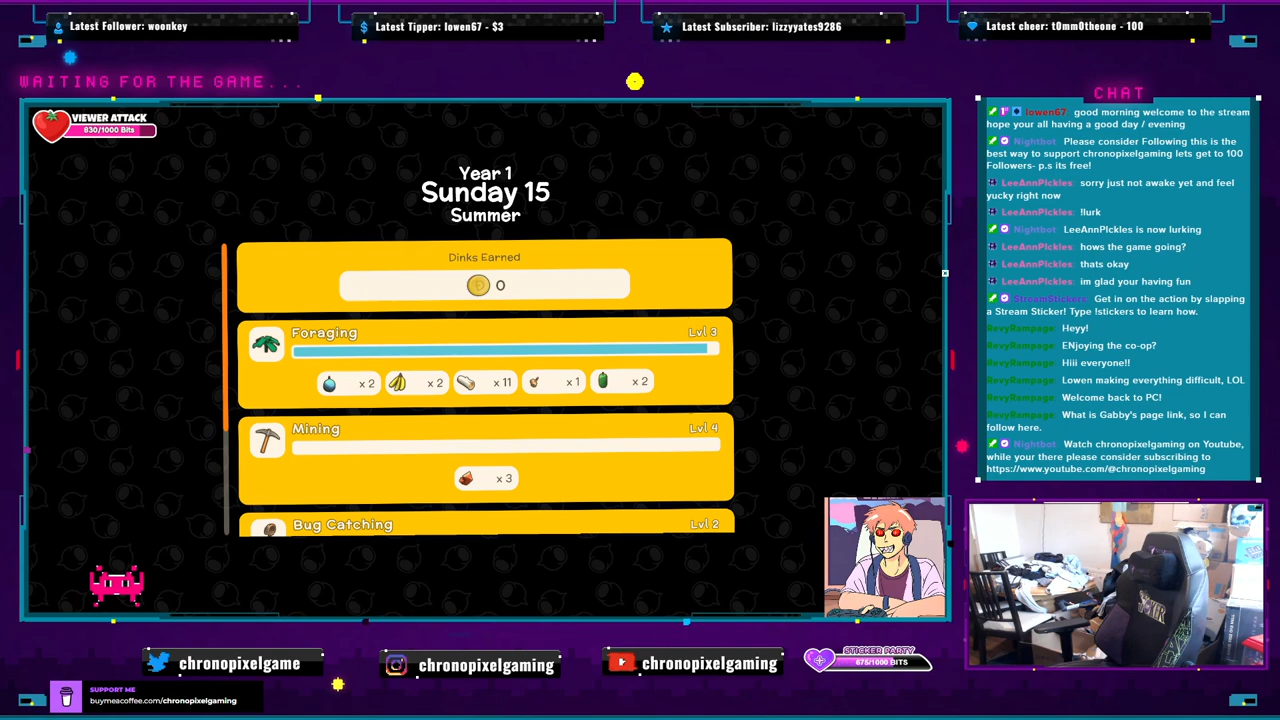 Latest Follower: woonkey
Latest Tipper: lowen67 - $3
Latest Subscriber: lizzyyates9286
Latest cheer: t0mm0theone - 100
WAITING FOR THE GAME...
VIEWER ATTACK
830/1000 Bits
Year 1
Sunday 15
Summer
Dinks Earned
0
Foraging
Lvl 3
x 2
x 2
x 11
x 1
x 2
Mining
Lvl 4
x 3
Bug Catching
Lvl 2
CHAT
lowen67: good morning welcome to the stream
hope your all having a good day / evening
Nightbot: Please consider Following this is the
best way to support chronopixelgaming lets get to 100
Followers- p.s its free!
LeeAnnPickles: sorry just not awake yet and feel
yucky right now
LeeAnnPickles: !lurk
Nightbot: LeeAnnPIckles is now lurking
LeeAnnPickles: hows the game going?
LeeAnnPickles: thats okay
LeeAnnPickles: im glad your having fun
StreamStickers: Get in on the action by slapping
a Stream Sticker! Type !stickers to learn how.
RevyRampage: Heyy!
RevyRampage: ENjoying the co-op?
RevyRampage: Hiii everyone!!
RevyRampage: Lowen making everything difficult, LOL
RevyRampage: Welcome back to PC!
RevyRampage: What is Gabby's page link, so I can
follow here.
Nightbot: Watch chronopixelgaming on Youtube,
while your there please consider subscribing to
https://www.youtube.com/@chronopixelgaming
chronopixelgame
chronopixelgaming
chronopixelgaming
STICKER PARTY
675/1000 BITS
SUPPORT ME
buymeacoffee.com/chronopixelgaming